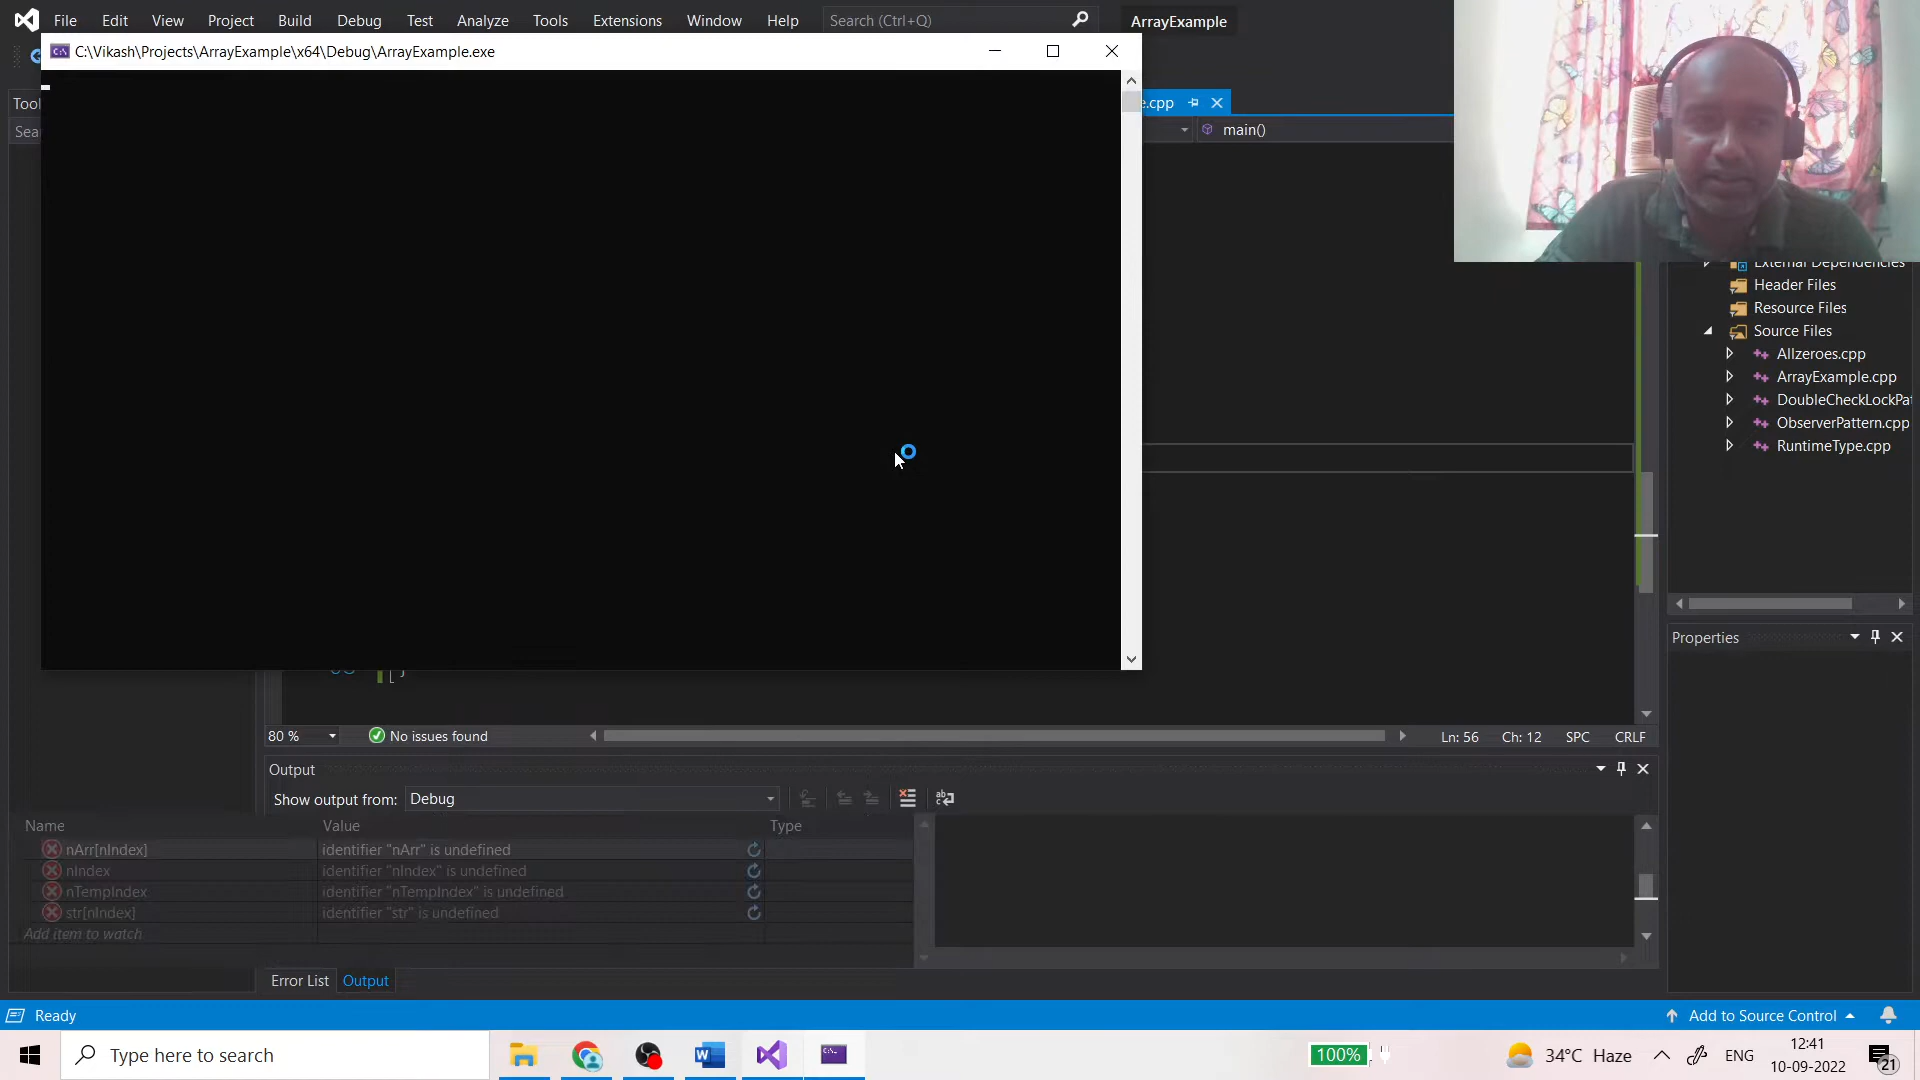 File Edit View Project Build Debug Test Analyze Tools Extensions Window Help Search (Ctrl+Q) ArrayExample
C:\Vikash\Projects\ArrayExample\x64\Debug\ArrayExample.exe
Tool
e.cpp
Sea
main()
External Dependencies
Header Files
Resource Files
Source Files
Allzeroes.cpp
ArrayExample.cpp
DoubleCheckLockPat
ObserverPattern.cpp
RuntimeType.cpp
Properties
80 % No issues found Ln: 56 Ch: 12 SPC CRLF
Output
Show output from: Debug
Name Value Type
nArr[nIndex] identifier "nArr" is undefined
nIndex identifier "nIndex" is undefined
nTempIndex identifier "nTempIndex" is undefined
str[nIndex] identifier "str" is undefined
Add item to watch
Error List Output
Ready Add to Source Control
Type here to search
100% 34°C Haze ENG
12:41
10-09-2022
21